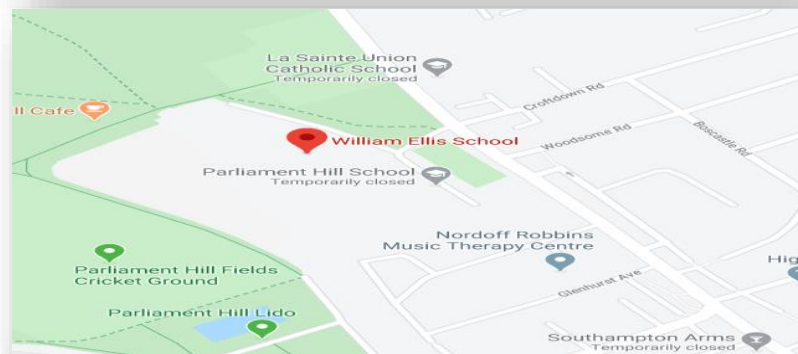 La Sainte Union
Catholic School
Temporarily closed
ll Cafe
Croftdown Rd
Woodsome Rd
Boscastle Rd
William Ellis School
Parliament Hill School
Temporarily closed
Nordoff Robbins
Music Therapy Centre
Hig
Parliament Hill Fields
Cricket Ground
Glenhurst Ave
Parliament Hill Lido
Southampton Arms
Temporarily closed